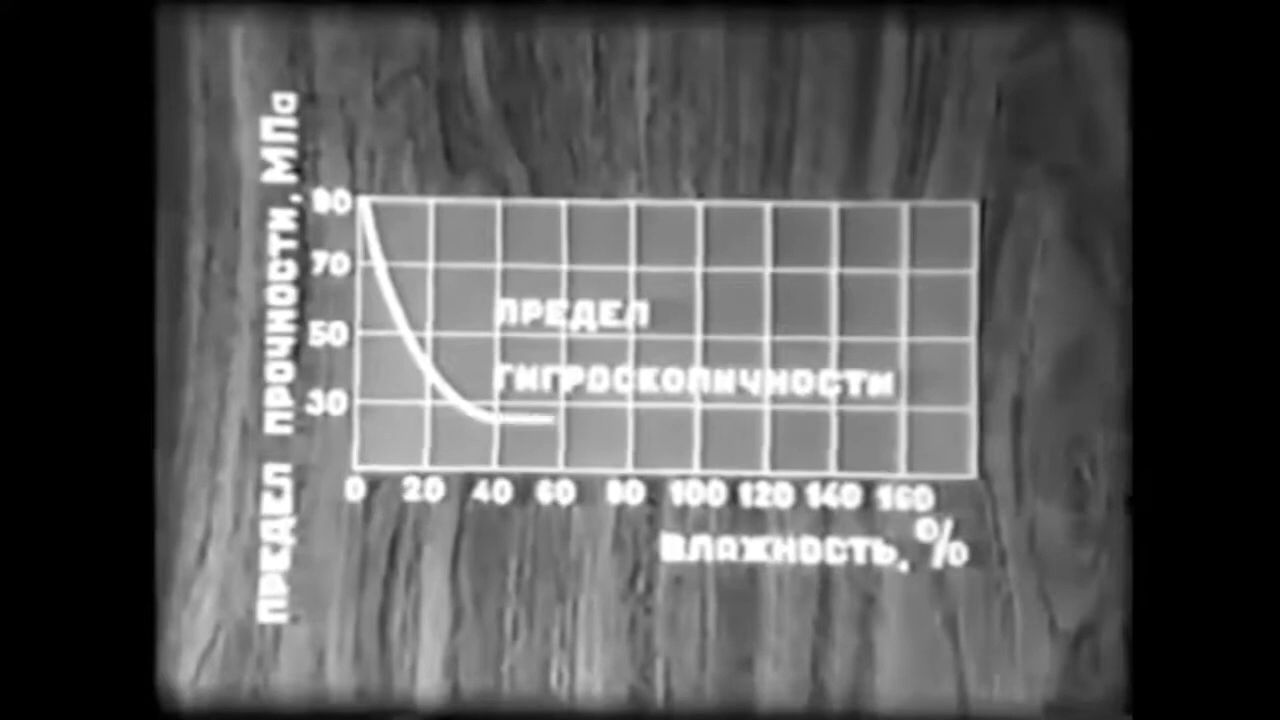 ПРЕДЕЛ ПРОЧНОСТИ, МПа
90
70
50
30
ПРЕДЕЛ
ГИГРОСКОПИЧНОСТИ
0 20 40 60 80 100 120 140 160
ВЛАЖНОСТЬ, %